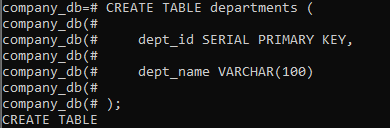 company_db=# CREATE TABLE departments (
company_db(#
company_db(#     dept_id SERIAL PRIMARY KEY,
company_db(#
company_db(#     dept_name VARCHAR(100)
company_db(#
company_db(# );
CREATE TABLE